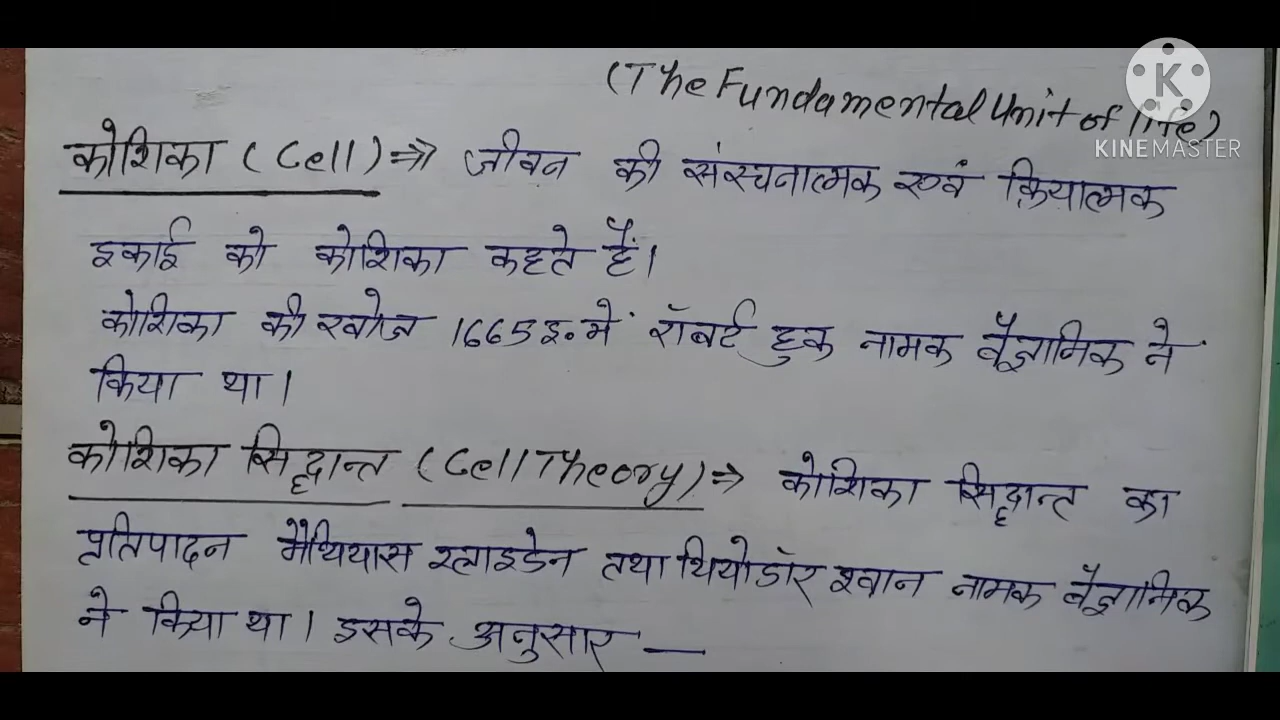 (The Fundamental Unit of life)
KINEMASTER
कोशिका (Cell) ⇒ जीवन की संरचनात्मक एवं क्रियात्मक
इकाई को कोशिका कहते हैं।
कोशिका की खोज 1665 इ॰ में रॉबर्ट हुक नामक वैज्ञानिक ने
किया था।
कोशिका सिद्धान्त (Cell Theory) ⇒ कोशिका सिद्धान्त का
प्रतिपादन मैथियास श्लाइडेन तथा थियोडॉर श्वान नामक वैज्ञानिक
ने किया था। इसके अनुसार —